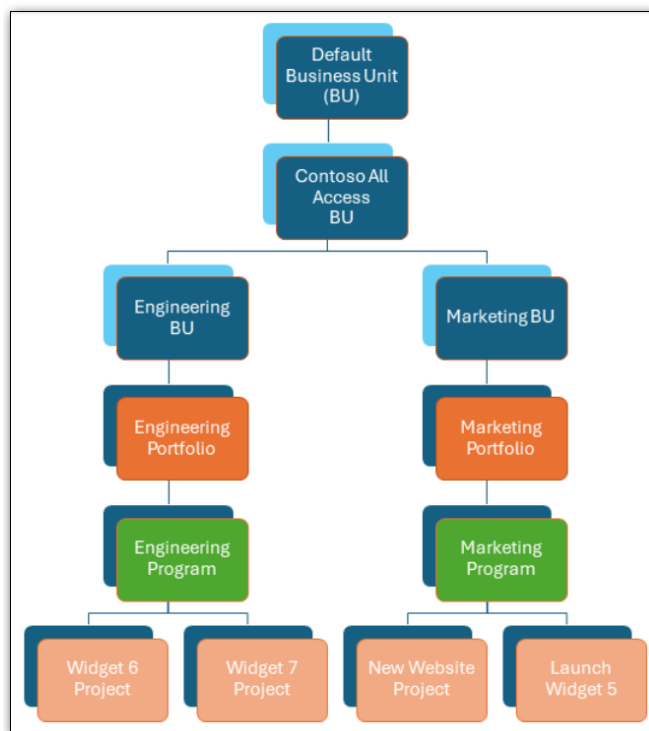 Default
Business Unit
(BU)
Contoso All
Access
BU
Engineering
BU
Marketing BU
Engineering
Portfolio
Marketing
Portfolio
Engineering
Program
Marketing
Program
Widget 6
Project
Widget 7
Project
New Website
Project
Launch
Widget 5